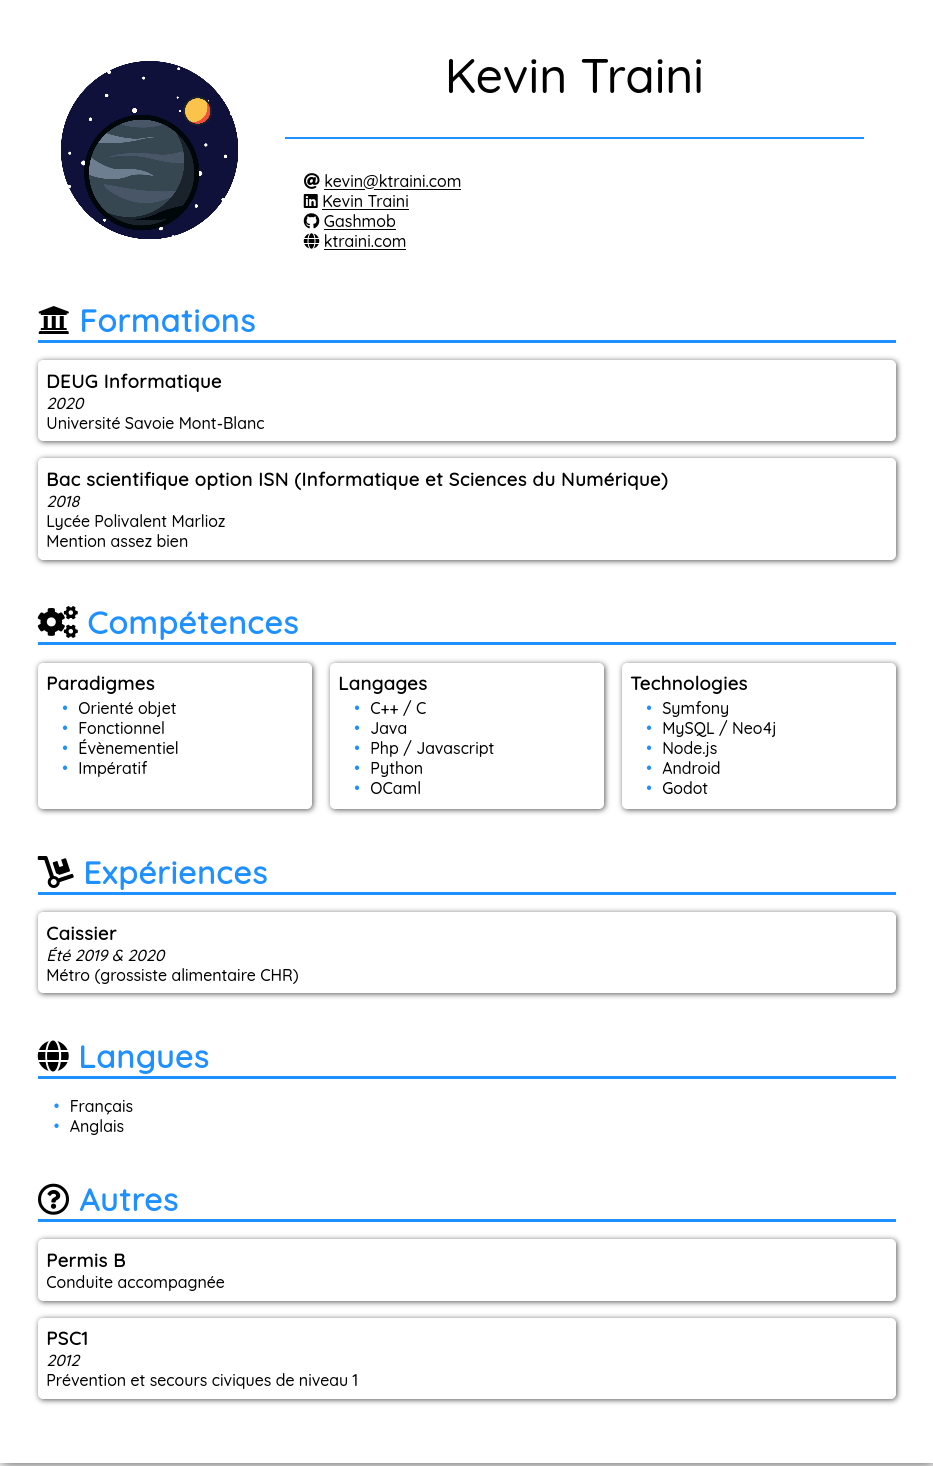 Kevin Traini
kevin@ktraini.com
Kevin Traini
Gashmob
ktraini.com
Formations
DEUG Informatique
2020
Université Savoie Mont-Blanc
Bac scientifique option ISN (Informatique et Sciences du Numérique)
2018
Lycée Polivalent Marlioz
Mention assez bien
Compétences
Paradigmes
• Orienté objet
• Fonctionnel
• Évènementiel
• Impératif
Langages
• C++ / C
• Java
• Php / Javascript
• Python
• OCaml
Technologies
• Symfony
• MySQL / Neo4j
• Node.js
• Android
• Godot
Expériences
Caissier
Été 2019 & 2020
Métro (grossiste alimentaire CHR)
Langues
• Français
• Anglais
Autres
Permis B
Conduite accompagnée
PSC1
2012
Prévention et secours civiques de niveau 1